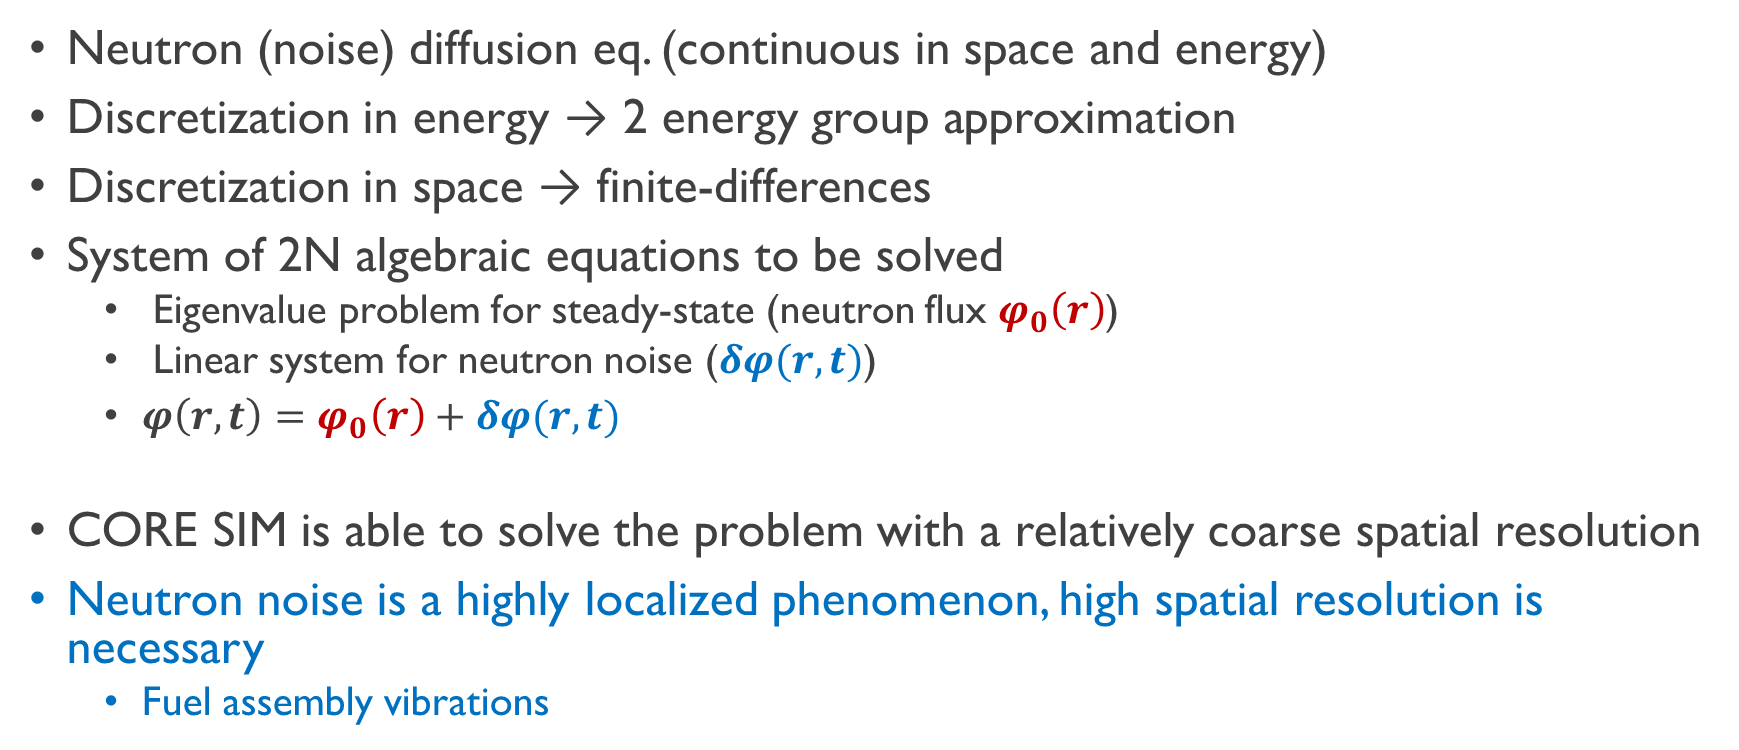 • Neutron (noise) diffusion eq. (continuous in space and energy)
• Discretization in energy → 2 energy group approximation
• Discretization in space → finite-differences
• System of 2N algebraic equations to be solved
• Eigenvalue problem for steady-state (neutron flux φ₀(r))
• Linear system for neutron noise (δφ(r, t))
• φ(r, t) = φ₀(r) + δφ(r, t)
• CORE SIM is able to solve the problem with a relatively coarse spatial resolution
• Neutron noise is a highly localized phenomenon, high spatial resolution is
necessary
• Fuel assembly vibrations